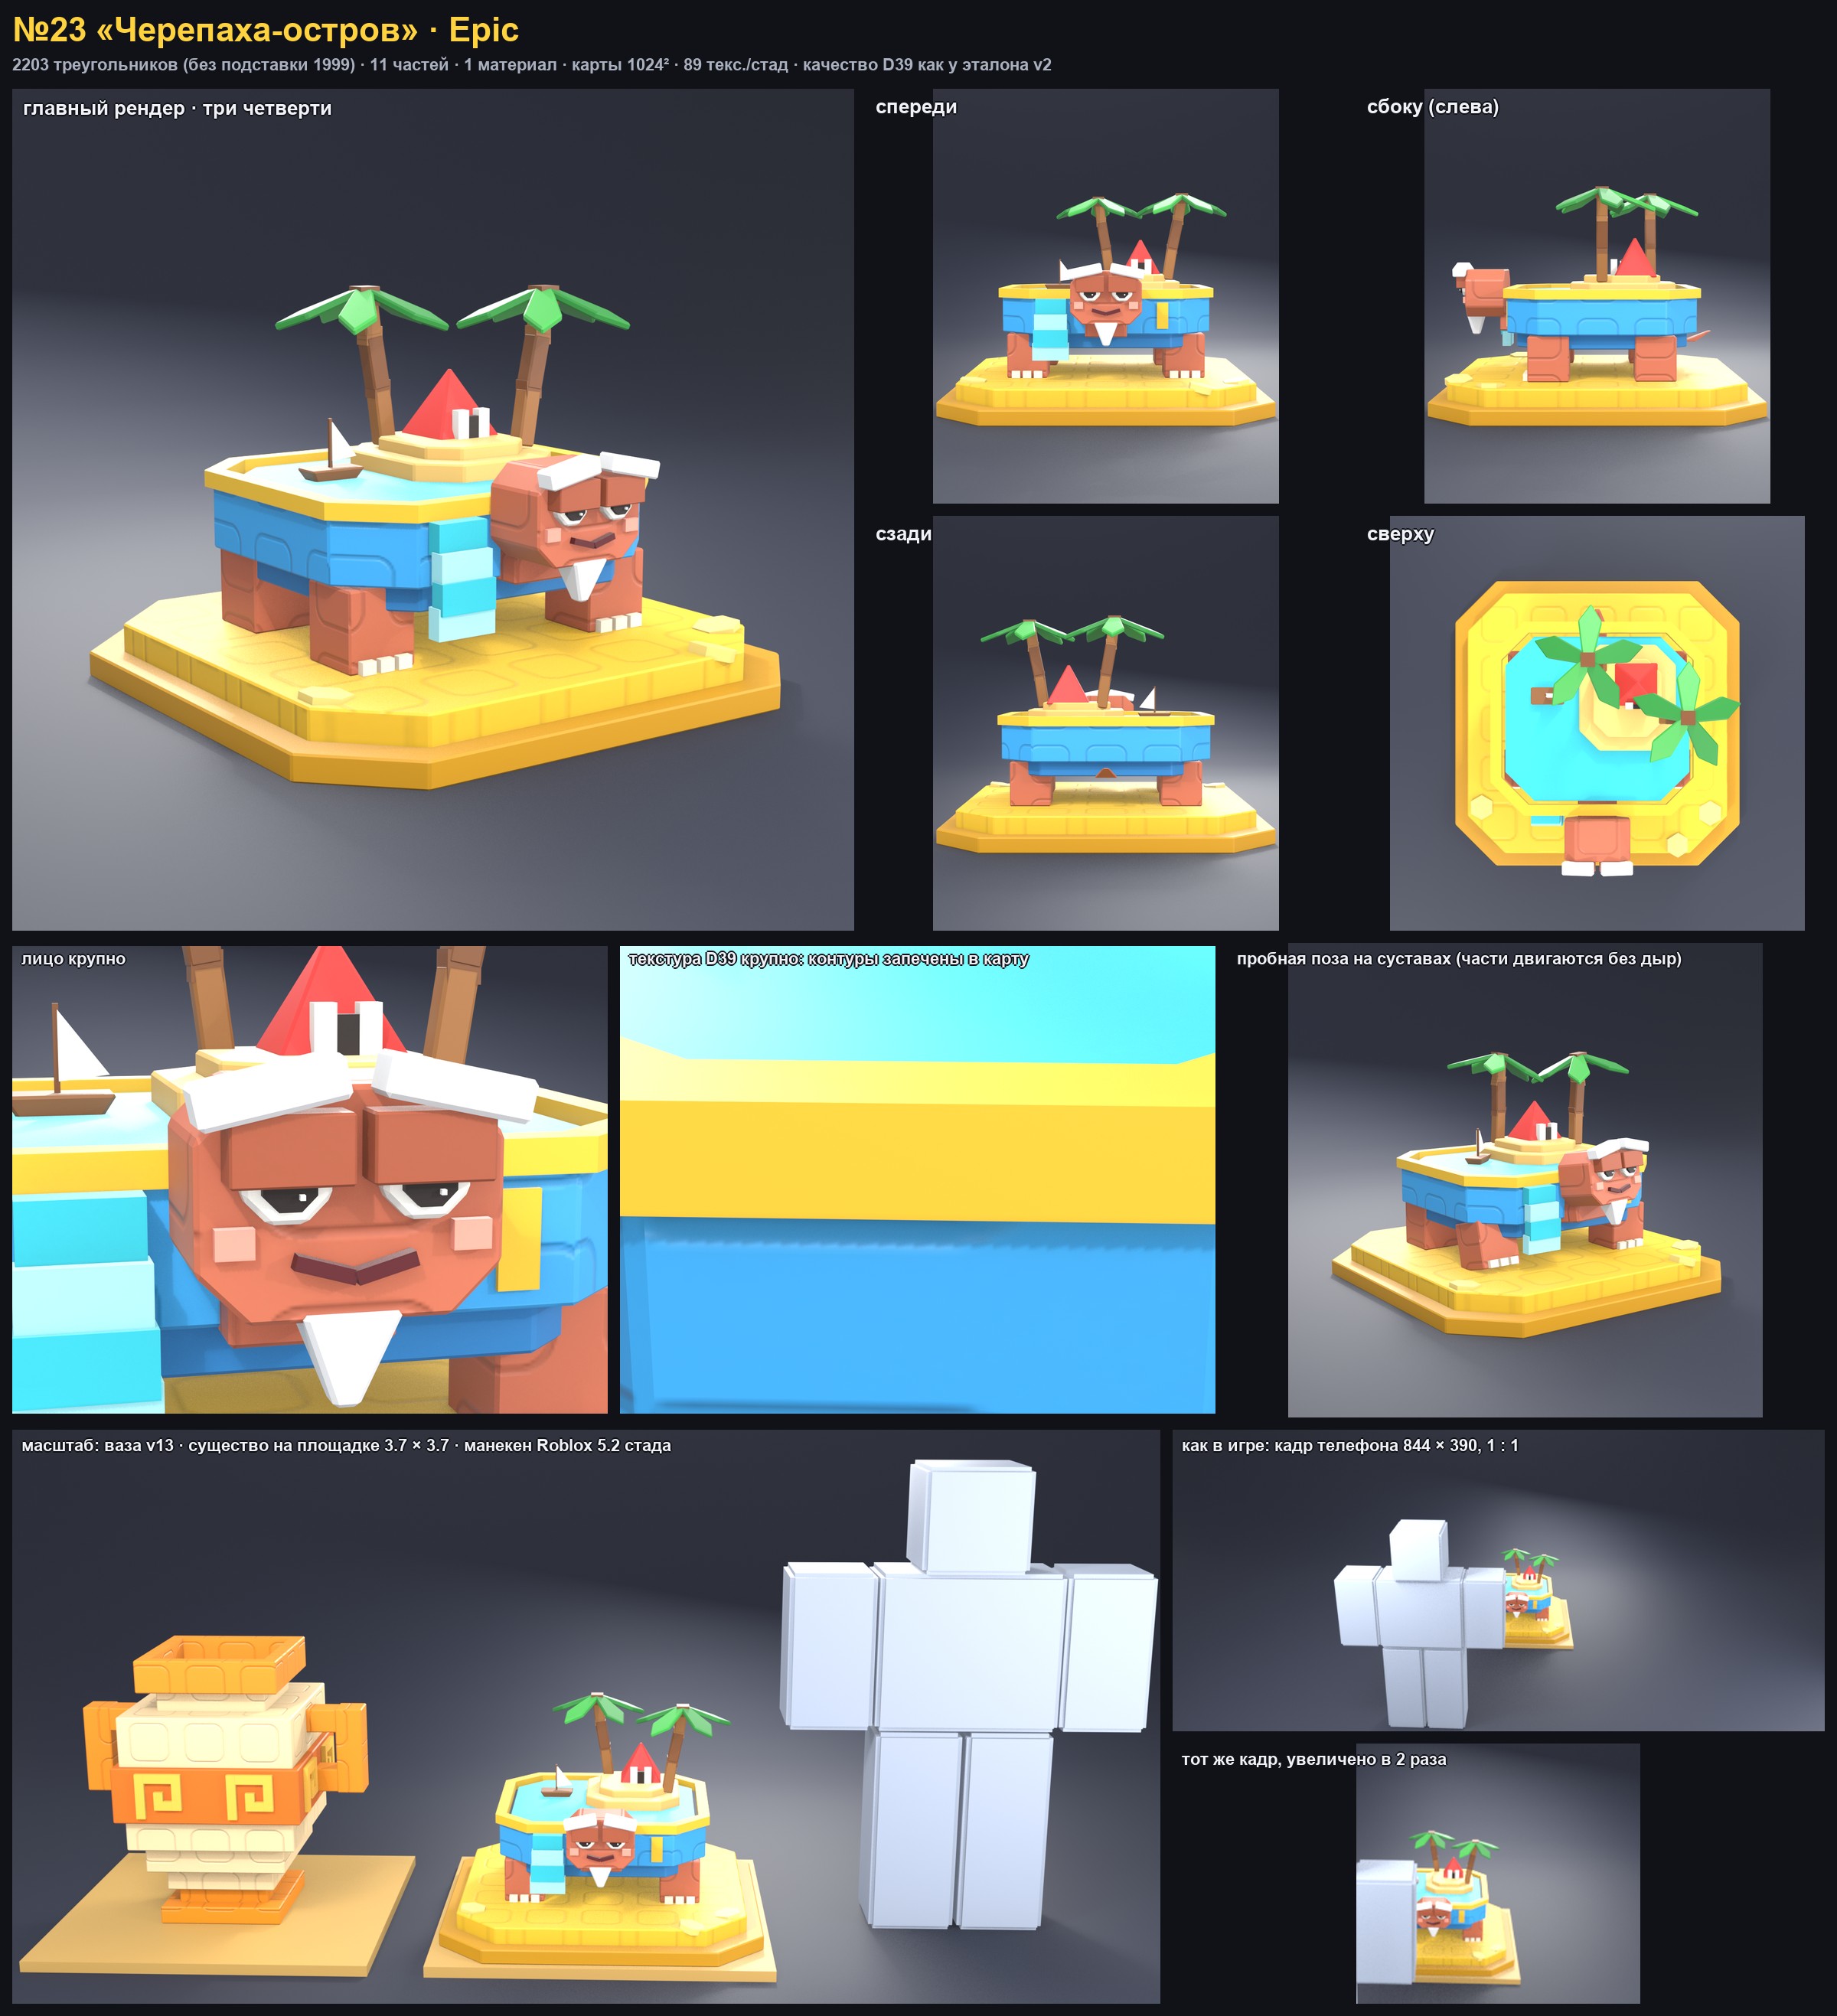 №23 «Черепаха-остров» · Epic
2203 треугольников (без подставки 1999) · 11 частей · 1 материал · карты 1024² · 89 текс./стад · качество D39 как у эталона v2
главный рендер · три четверти
спереди
сбоку (слева)
сзади
сверху
лицо крупно
текстура D39 крупно: контуры запечены в карту
пробная поза на суставах (части двигаются без дыр)
масштаб: ваза v13 · существо на площадке 3.7 × 3.7 · манекен Roblox 5.2 стада
как в игре: кадр телефона 844 × 390, 1 : 1
тот же кадр, увеличено в 2 раза